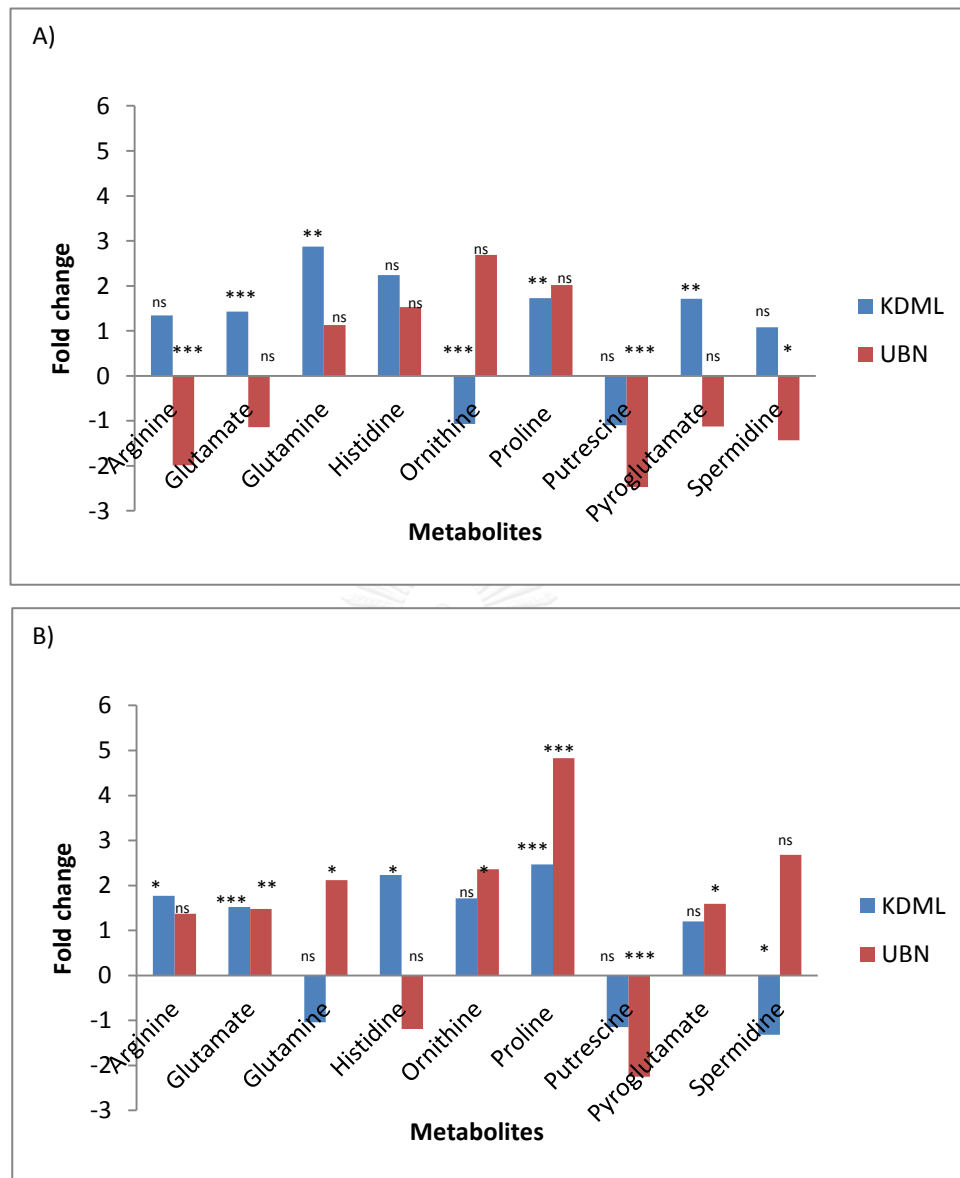 A)
6
5
4
3
2
1
0
-1
-2
-3
Fold change
ns *** *** ns ** ns ns ns *** ns ** ns ns *** ** ns ns *
Arginine Glutamate Glutamine Histidine Ornithine Proline Putrescine Pyroglutamate Spermidine
Metabolites
KDML
UBN
B)
6
5
4
3
2
1
0
-1
-2
-3
Fold change
* ns *** ** ns * * ns ns * *** *** ns *** ns * * ns
Arginine Glutamate Glutamine Histidine Ornithine Proline Putrescine Pyroglutamate Spermidine
Metabolites
KDML
UBN